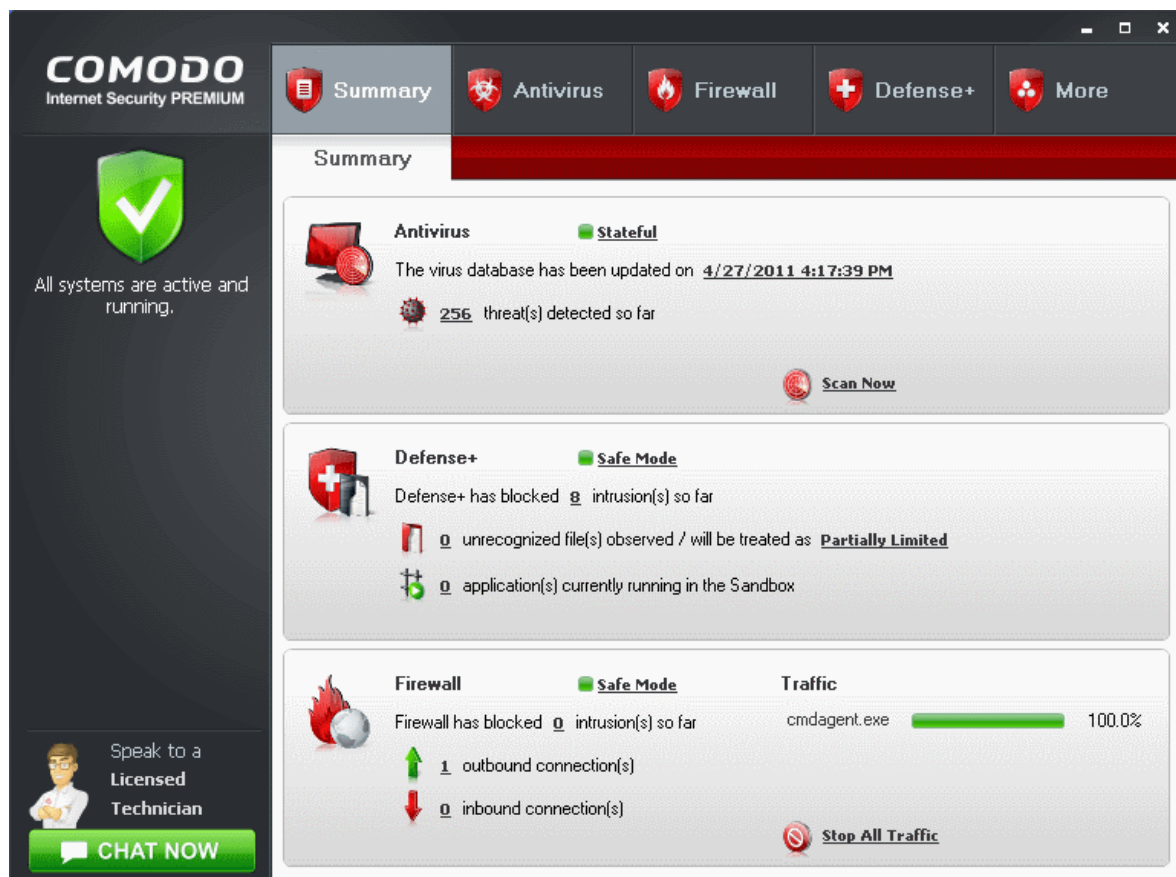 COMODO
Internet Security PREMIUM
Summary
Antivirus
Firewall
Defense+
More
Summary
All systems are active and
running.
Antivirus Stateful
The virus database has been updated on 4/27/2011 4:17:39 PM
256 threat(s) detected so far
Scan Now
Defense+ Safe Mode
Defense+ has blocked 8 intrusion(s) so far
0 unrecognized file(s) observed / will be treated as Partially Limited
0 application(s) currently running in the Sandbox
Firewall Safe Mode Traffic
Firewall has blocked 0 intrusion(s) so far cmdagent.exe 100.0%
1 outbound connection(s)
0 inbound connection(s)
Stop All Traffic
Speak to a
Licensed
Technician
CHAT NOW